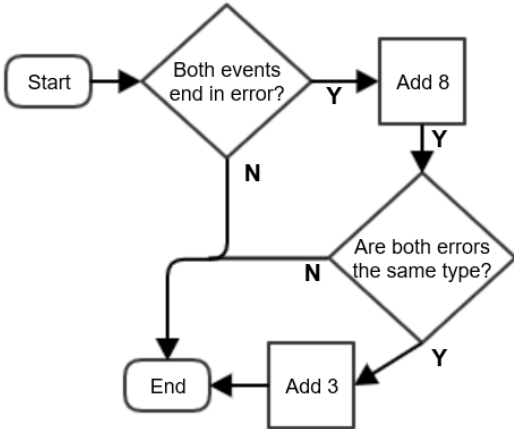 Start
Both events
end in error?
Y
Add 8
Y
N
Are both errors
the same type?
N
Y
End
Add 3